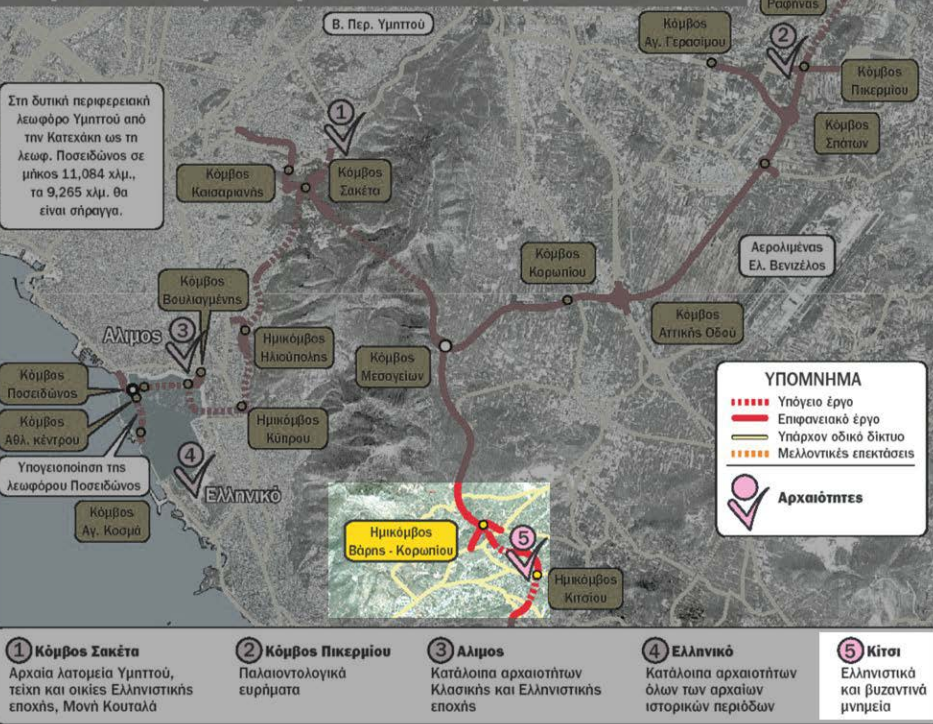 Ραφήνας
Β. Περ. Υμηττού
Κόμβος
Αγ. Γερασίμου
2
Κόμβος
Πικερμίου
Στη δυτική περιφερειακή
λεωφόρο Υμηττού από
την Κατεχάκη ως τη
λεωφ. Ποσειδώνος σε
μήκος 11,084 χλμ.,
τα 9,265 χλμ. θα
είναι σήραγγα.
1
Κόμβος
Σπάτων
Κόμβος
Καισαριανής
Κόμβος
Σακέτα
Κόμβος
Κορωπίου
Αερολιμένας
Ελ. Βενιζέλος
Κόμβος
Βουλιαγμένης
Κόμβος
Αττικής Οδού
Αλιμος
3
Ημικόμβος
Ηλιούπολης
Κόμβος
Μεσογείων
Κόμβος
Ποσειδώνος
Κόμβος
Αθλ. κέντρου
Ημικόμβος
Κύπρου
Υπογειοποίηση της
λεωφόρου Ποσειδώνος
4
Ελληνικό
Κόμβος
Αγ. Κοσμά
ΥΠΟΜΝΗΜΑ
Υπόγειο έργο
Επιφανειακό έργο
Υπάρχον οδικό δίκτυο
Μελλοντικές επεκτάσεις
Αρχαιότητες
Ημικόμβος
Βάρης - Κορωπίου
5
Ημικόμβος
Κιτσίου
1 Κόμβος Σακέτα
Αρχαία λατομεία Υμηττού,
τείχη και οικίες Ελληνιστικής
εποχής, Μονή Κουταλά
2 Κόμβος Πικερμίου
Παλαιοντολογικά
ευρήματα
3 Αλιμος
Κατάλοιπα αρχαιοτήτων
Κλασικής και Ελληνιστικής
εποχής
4 Ελληνικό
Κατάλοιπα αρχαιοτήτων
όλων των αρχαίων
ιστορικών περιόδων
5 Κίτσι
Ελληνιστικά
και βυζαντινά
μνημεία